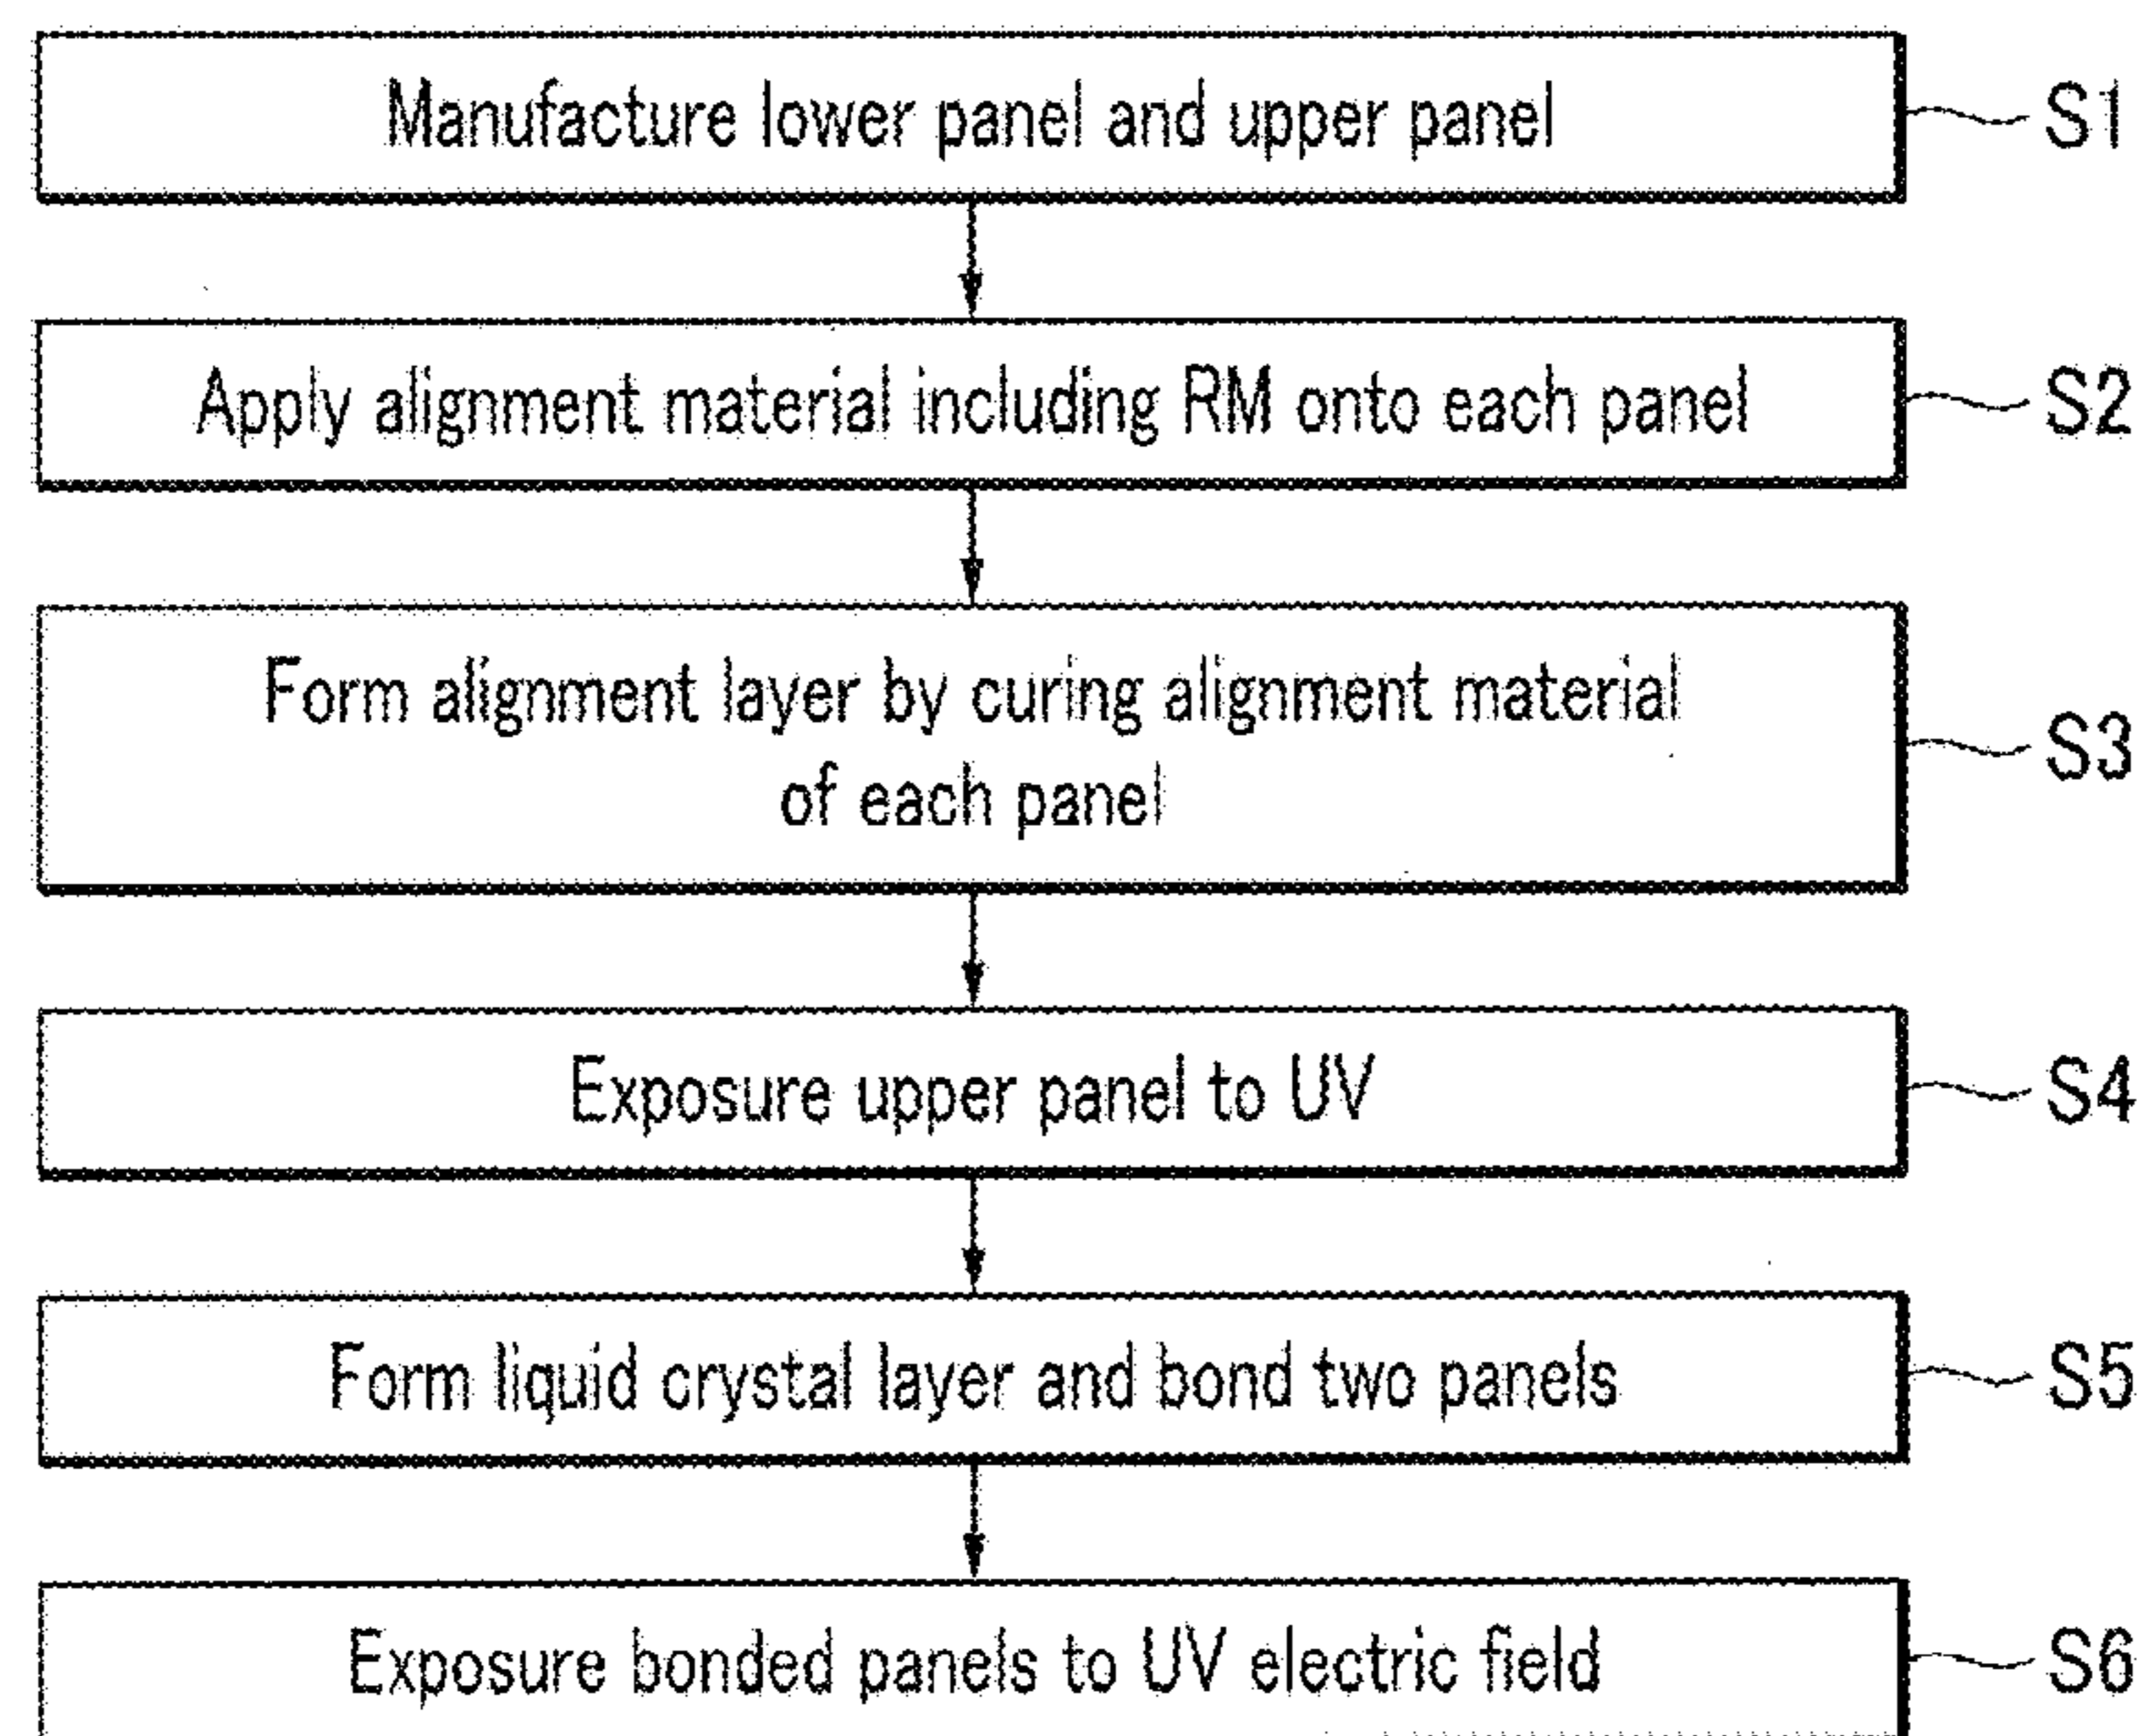 Manufacture lower panel and upper panel S1
Apply alignment material including RM onto each panel S2
Form alignment layer by curing alignment material
of each panel S3
Exposure upper panel to UV S4
Form liquid crystal layer and bond two panels S5
Exposure bonded panels to UV electric field S6